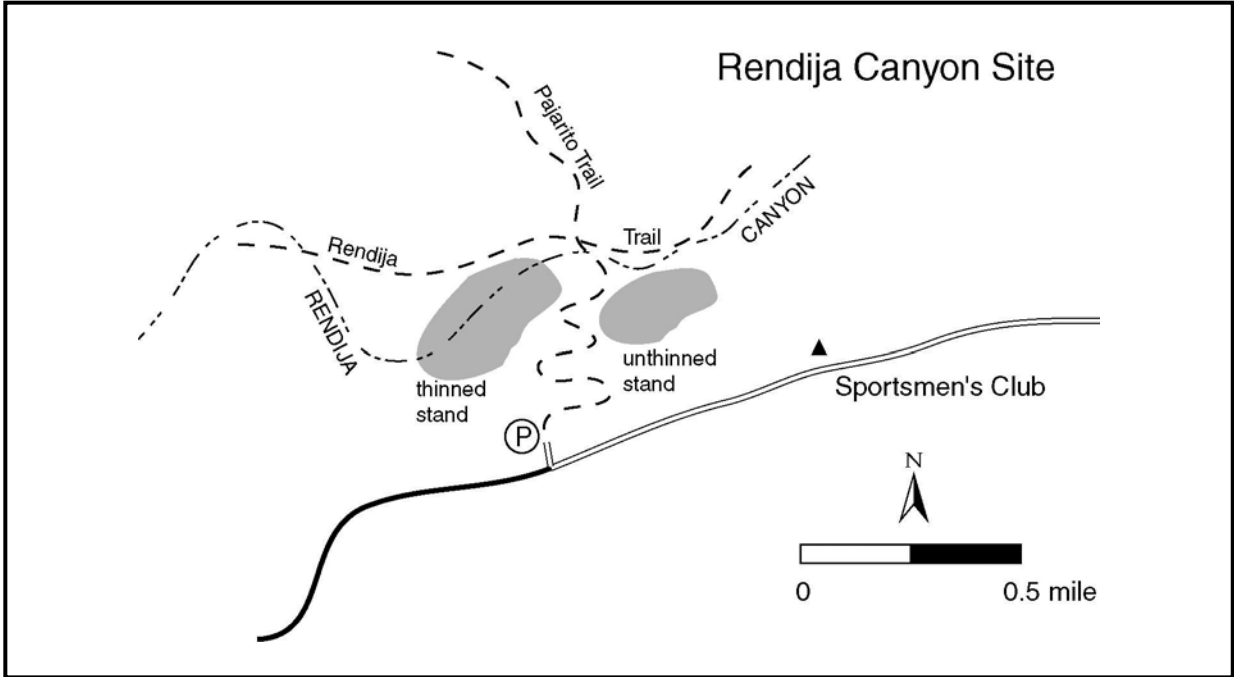 Rendija Canyon Site
Pajarito Trail
CANYON
Trail
Rendija
RENDIJA
unthinned
stand
thinned
stand
Sportsmen's Club
P
N
0
0.5 mile